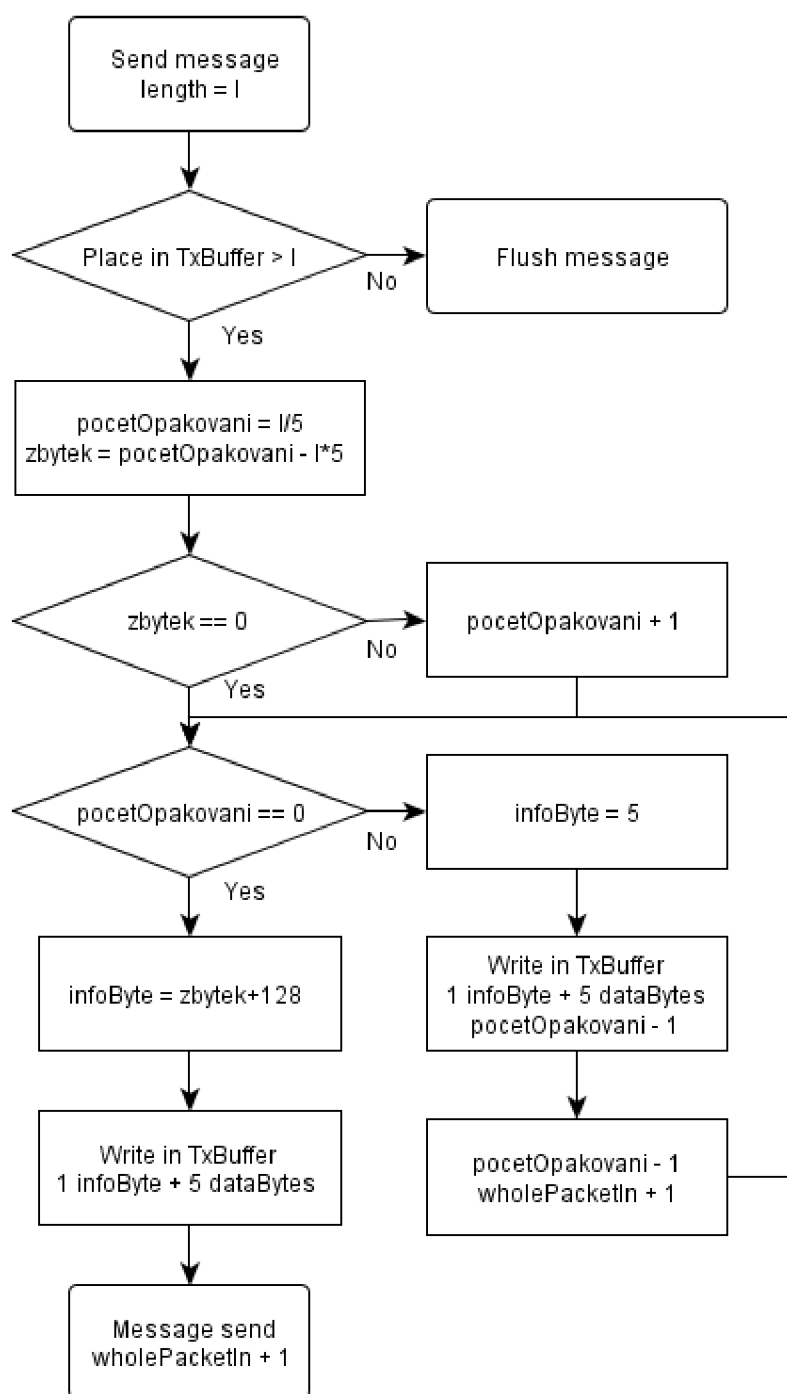 Send message
length = l
Place in TxBuffer > l
No
Flush message
Yes
pocetOpakovani = l/5
zbytek = pocetOpakovani - l*5
zbytek == 0
No
pocetOpakovani + 1
Yes
pocetOpakovani == 0
No
infoByte = 5
Yes
infoByte = zbytek+128
Write in TxBuffer
1 infoByte + 5 dataBytes
pocetOpakovani - 1
Write in TxBuffer
1 infoByte + 5 dataBytes
pocetOpakovani - 1
wholePacketIn + 1
Message send
wholePacketIn + 1